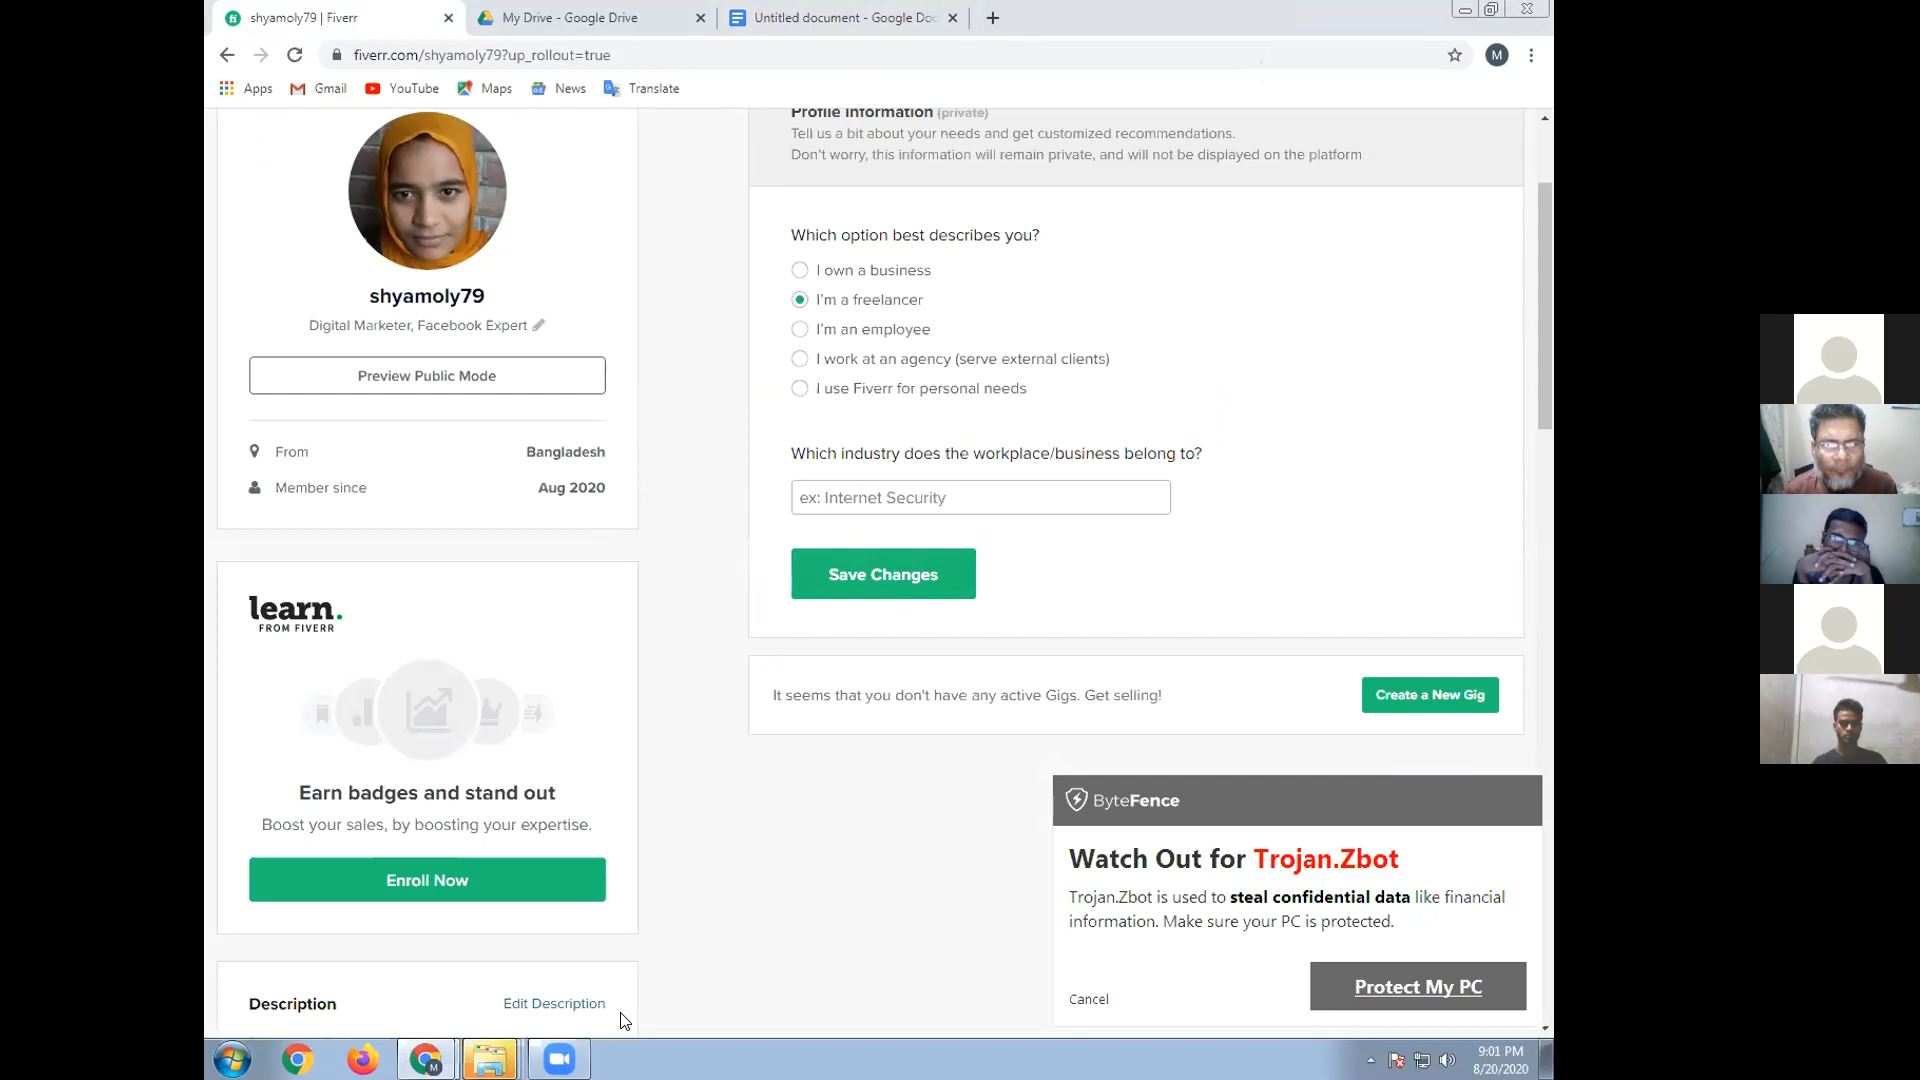 shyamoly79 | Fiverr
My Drive - Google Drive
Untitled document - Google Doc
fiverr.com/shyamoly79?up_rollout=true
M
Apps
Gmail
YouTube
Maps
News
Translate
shyamoly79
Digital Marketer, Facebook Expert
Preview Public Mode
From
Bangladesh
Member since
Aug 2020
learn.
FROM FIVERR
Earn badges and stand out
Boost your sales, by boosting your expertise.
Enroll Now
Description
Edit Description
Profile Information (private)
Tell us a bit about your needs and get customized recommendations.
Don't worry, this information will remain private, and will not be displayed on the platform
Which option best describes you?
I own a business
I'm a freelancer
I'm an employee
I work at an agency (serve external clients)
I use Fiverr for personal needs
Which industry does the workplace/business belong to?
ex: Internet Security
Save Changes
It seems that you don't have any active Gigs. Get selling!
Create a New Gig
ByteFence
Watch Out for Trojan.Zbot
Trojan.Zbot is used to steal confidential data like financial
information. Make sure your PC is protected.
Cancel
Protect My PC
M
9:01 PM
8/20/2020